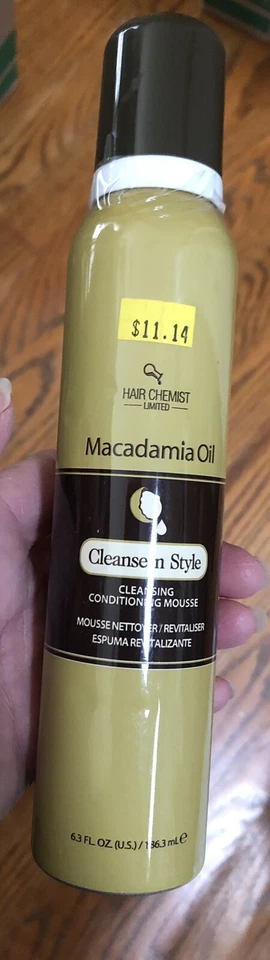 $11.14
HAIR CHEMIST
LIMITED
Macadamia Oil
Cleanse n Style
CLEANSING
CONDITIONING MOUSSE
MOUSSE NETTOYER / REVITALISER
ESPUMA REVITALIZANTE
6.3 FL. OZ. (U.S.) / 186.3 mL e